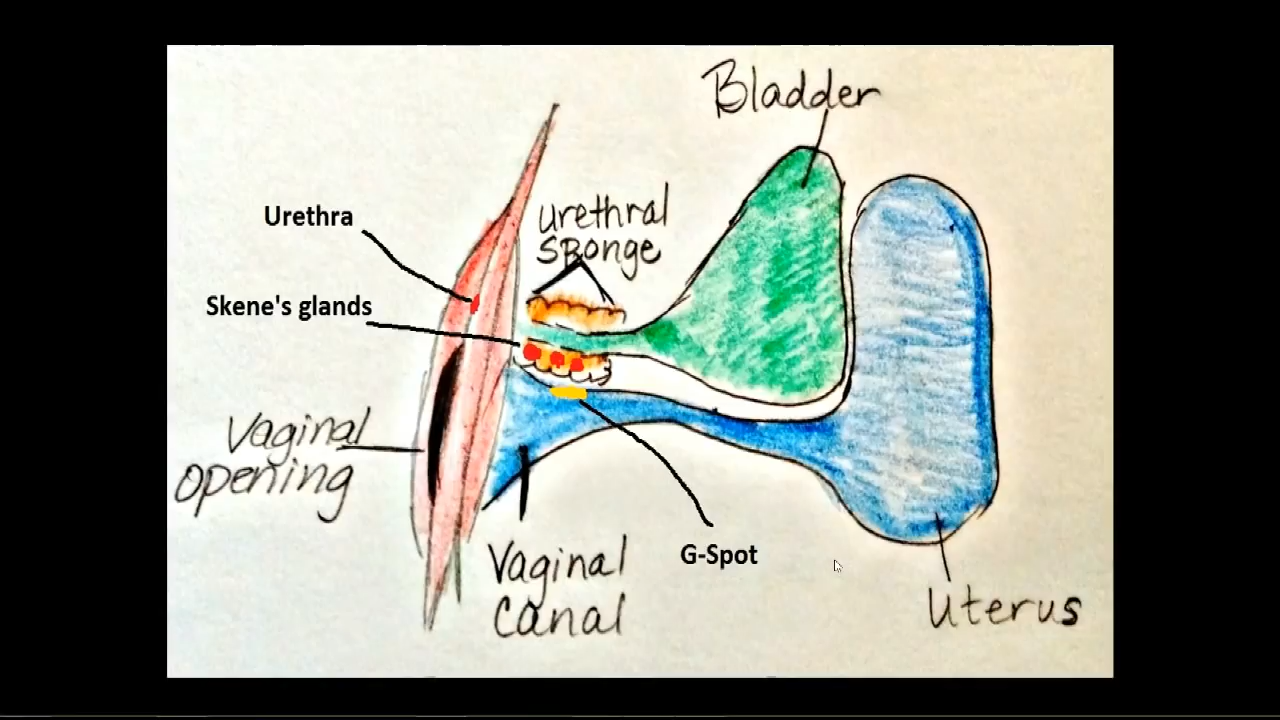 Bladder
urethral
sponge
Urethra
Skene's glands
Vaginal
opening
Vaginal
Canal
G-Spot
Uterus